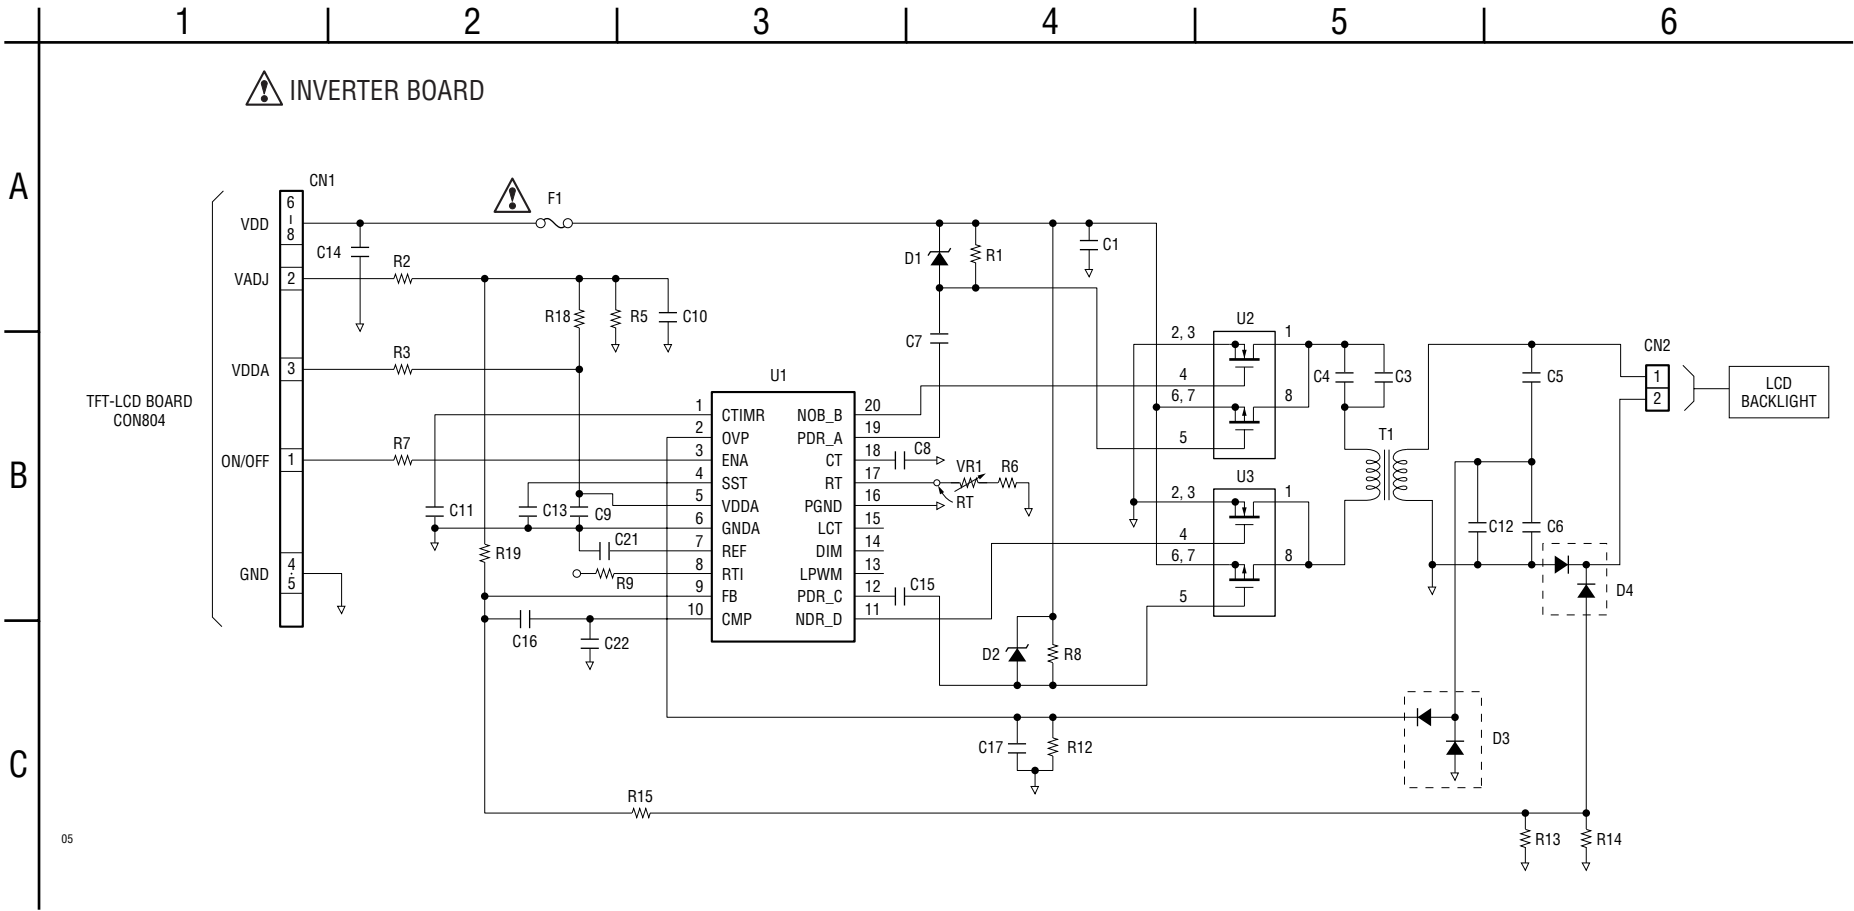 1 2 3 4 5 6
INVERTER BOARD
A
B
C
CN1
F1
VDD 6 8
C14
VADJ 2
R2
R18 R5 C10
VDDA 3
R3
TFT-LCD BOARD
CON804
ON/OFF 1
R7
GND 4.5
C11 C13 C9
C21
R19
R9
C16 C22
U1
1 CTIMR NOB_B 20
2 OVP PDR_A 19
3 ENA CT 18
4 SST RT 17
5 VDDA PGND 16
6 GNDA LCT 15
7 REF DIM 14
8 RTI LPWM 13
9 FB PDR_C 12
10 CMP NDR_D 11
D1 R1 C1
C7
C8
VR1 R6
RT
C15
D2 R8
C17 R12
R15
U2
2, 3 1
4
6, 7 8
5
U3
2, 3 1
4
6, 7 8
5
C4 C3
T1
C5
C12 C6
D4
D3
R13 R14
CN2
1
2
LCD
BACKLIGHT
05